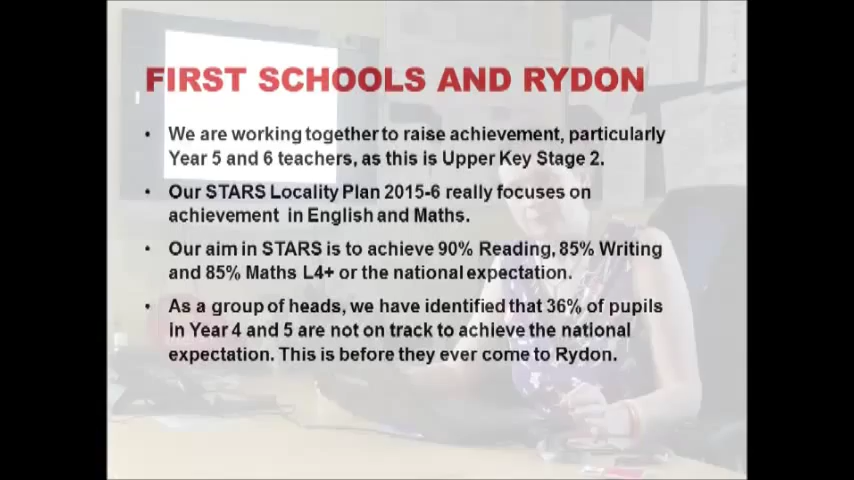 FIRST SCHOOLS AND RYDON
• We are working together to raise achievement, particularly
Year 5 and 6 teachers, as this is Upper Key Stage 2.
• Our STARS Locality Plan 2015-6 really focuses on
achievement in English and Maths.
• Our aim in STARS is to achieve 90% Reading, 85% Writing
and 85% Maths L4+ or the national expectation.
• As a group of heads, we have identified that 36% of pupils
in Year 4 and 5 are not on track to achieve the national
expectation. This is before they ever come to Rydon.